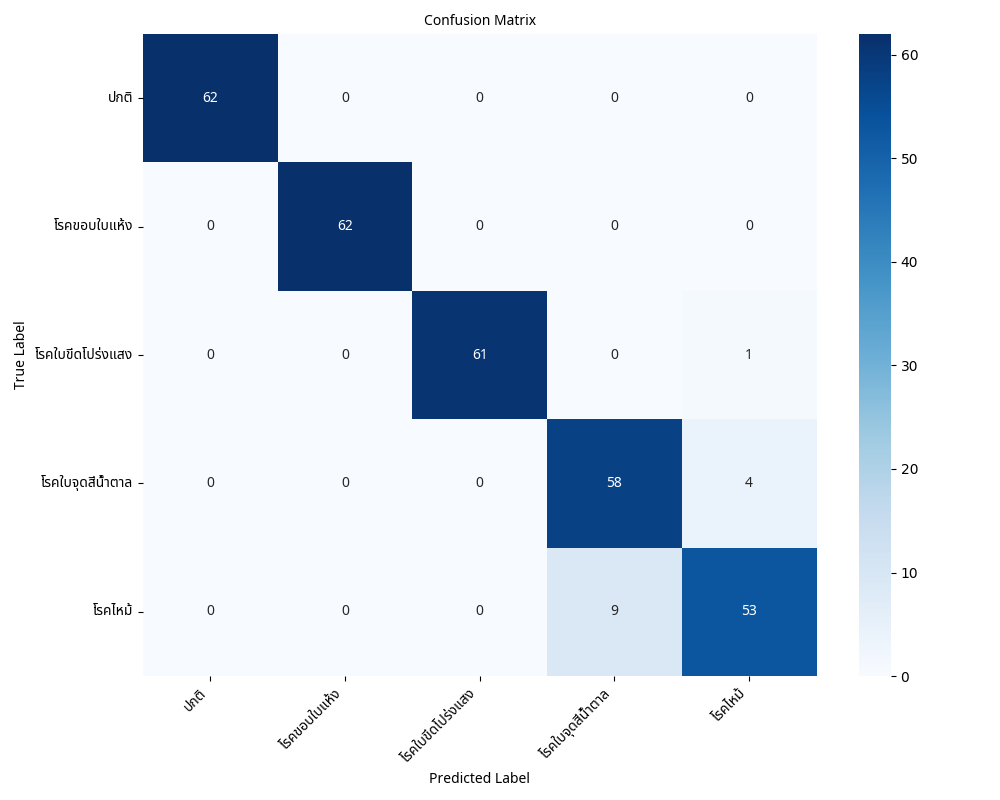 Confusion Matrix
True Label
ปกติ 62 0 0 0 0
โรคขอบใบแห้ง 0 62 0 0 0
โรคใบขีดโปร่งแสง 0 0 61 0 1
โรคใบจุดสีน้ำตาล 0 0 0 58 4
โรคไหม้ 0 0 0 9 53
ปกติ โรคขอบใบแห้ง โรคใบขีดโปร่งแสง โรคใบจุดสีน้ำตาล โรคไหม้
Predicted Label
60
50
40
30
20
10
0